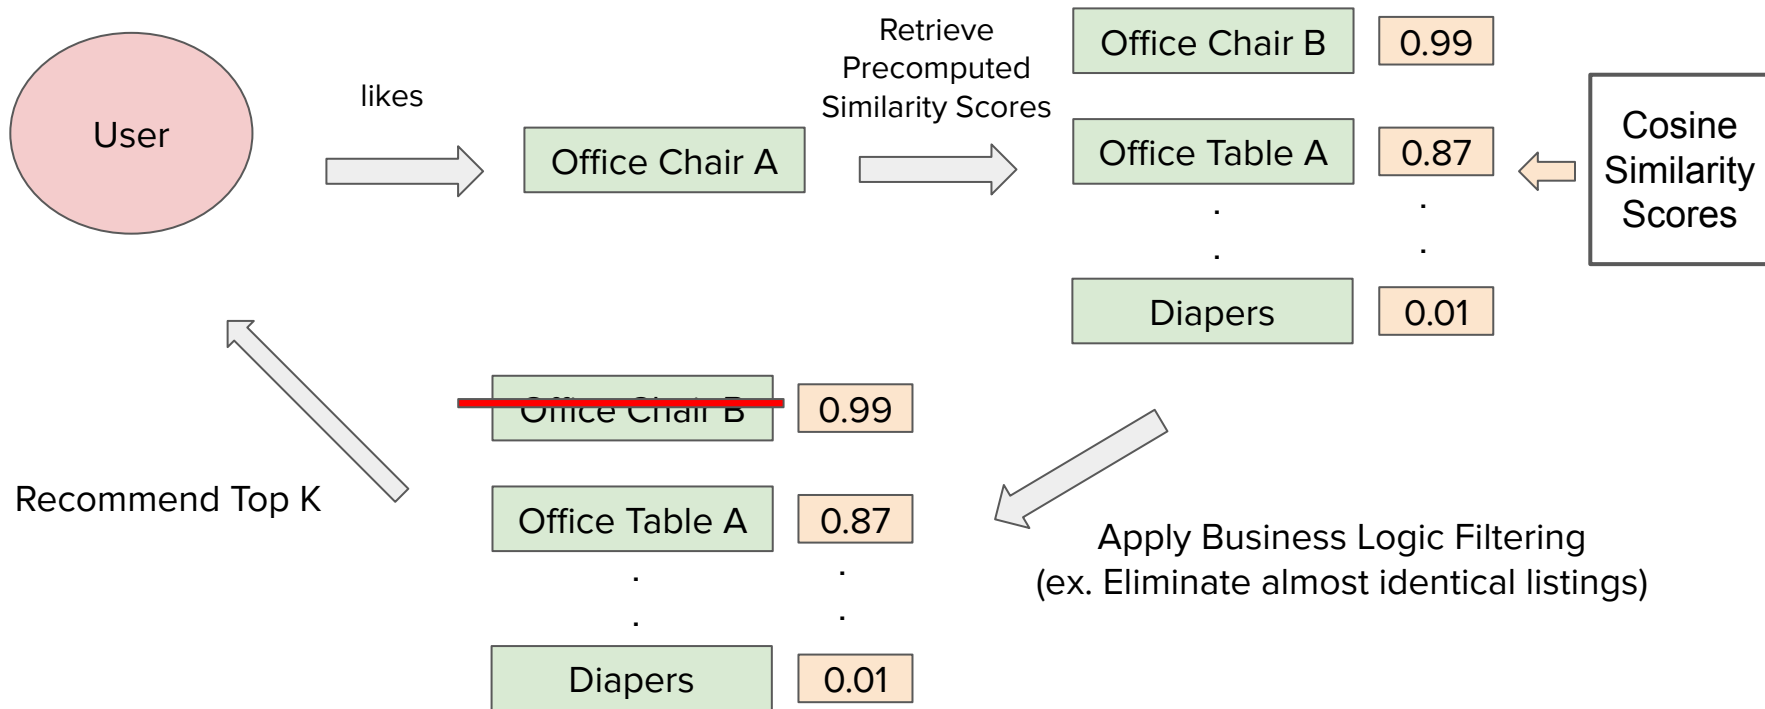 User
likes
Office Chair A
Retrieve
Precomputed
Similarity Scores
Office Chair B
0.99
Office Table A
0.87
.
.
.
.
Diapers
0.01
Cosine
Similarity
Scores
Apply Business Logic Filtering
(ex. Eliminate almost identical listings)
Office Chair B
0.99
Office Table A
0.87
.
.
.
.
Diapers
0.01
Recommend Top K